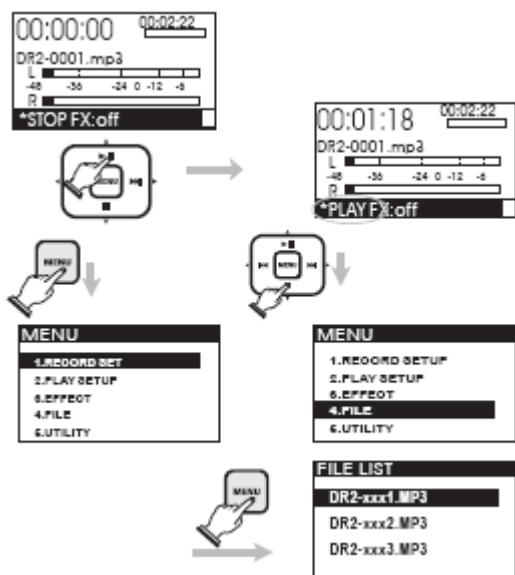 00:00:00 00:02:22
DR2-0001.mp3
L
-48 -36 -24 0 -12 -6
R
*STOP FX:off
MENU
00:01:18 00:02:22
DR2-0001.mp3
L
-48 -36 -24 0 -12 -6
R
*PLAY FX:off
MENU
MENU
MENU
1.RECORD SET
2.PLAY SETUP
3.EFFECT
4.FILE
5.UTILITY
MENU
1.RECORD SETUP
2.PLAY SETUP
3.EFFECT
4.FILE
5.UTILITY
MENU
FILE LIST
DR2-xxx1.MP3
DR2-xxx2.MP3
DR2-xxx3.MP3